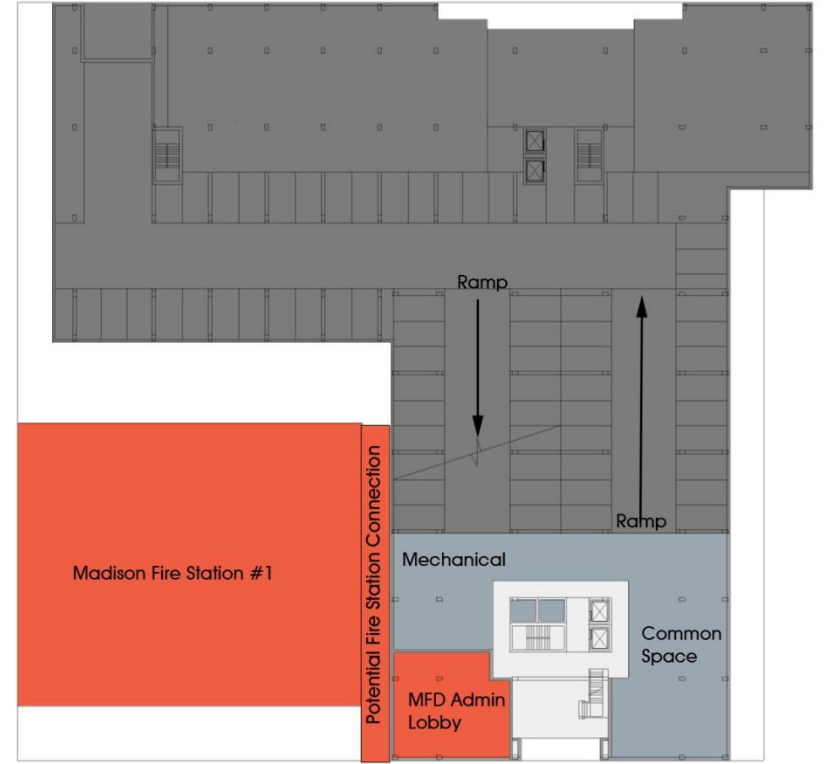 Ramp
Ramp
Potential Fire Station Connection
Mechanical
Madison Fire Station #1
Common
Space
MFD Admin
Lobby